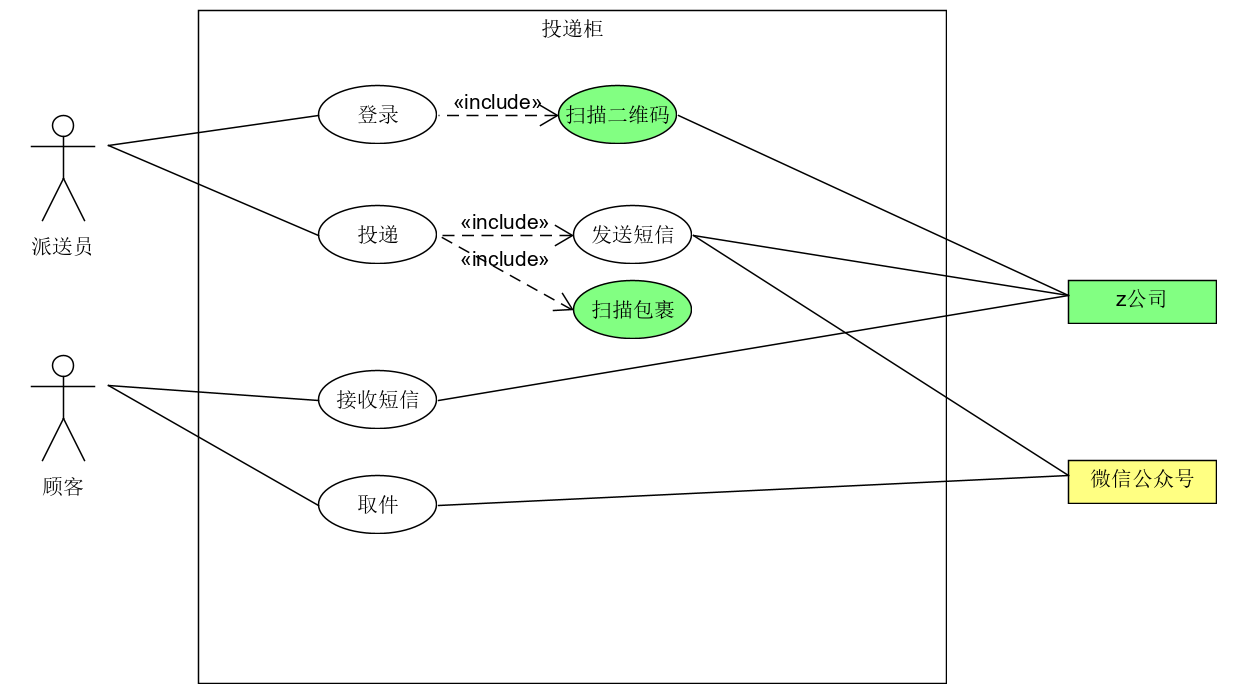 投递柜
登录
«include»
扫描二维码
派送员
投递
«include»
发送短信
«include»
扫描包裹
z公司
顾客
接收短信
取件
微信公众号